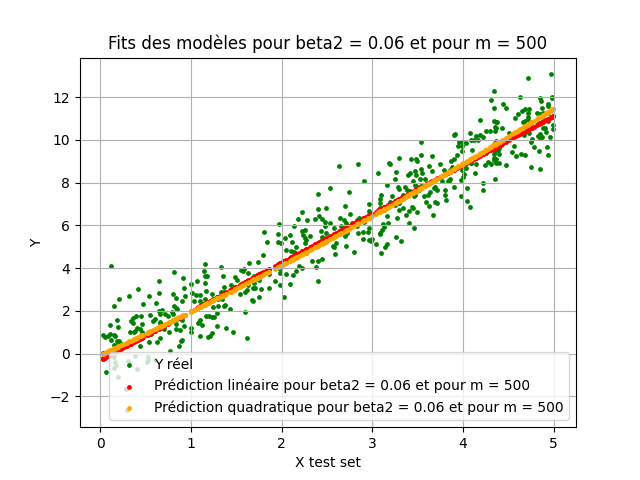 Fits des modèles pour beta2 = 0.06 et pour m = 500
Y
12
10
8
6
4
2
0
−2
Y réel
Prédiction linéaire pour beta2 = 0.06 et pour m = 500
Prédiction quadratique pour beta2 = 0.06 et pour m = 500
0 1 2 3 4 5
X test set